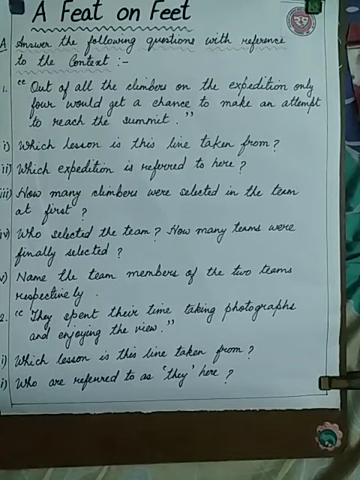 A Feat on Feet
A Answer the following questions with reference
to the Context :-
1. "Out of all the climbers on the expedition only
four would get a chance to make an attempt
to reach the summit."
i) Which lesson is this line taken from?
ii) Which expedition is referred to here?
iii) How many climbers were selected in the team
at first?
iv) Who selected the team? How many teams were
finally selected?
v) Name the team members of the two teams
respectively.
2. "They spent their time taking photographs
and enjoying the view."
i) Which lesson is this line taken from?
i) Who are referred to as 'they' here?